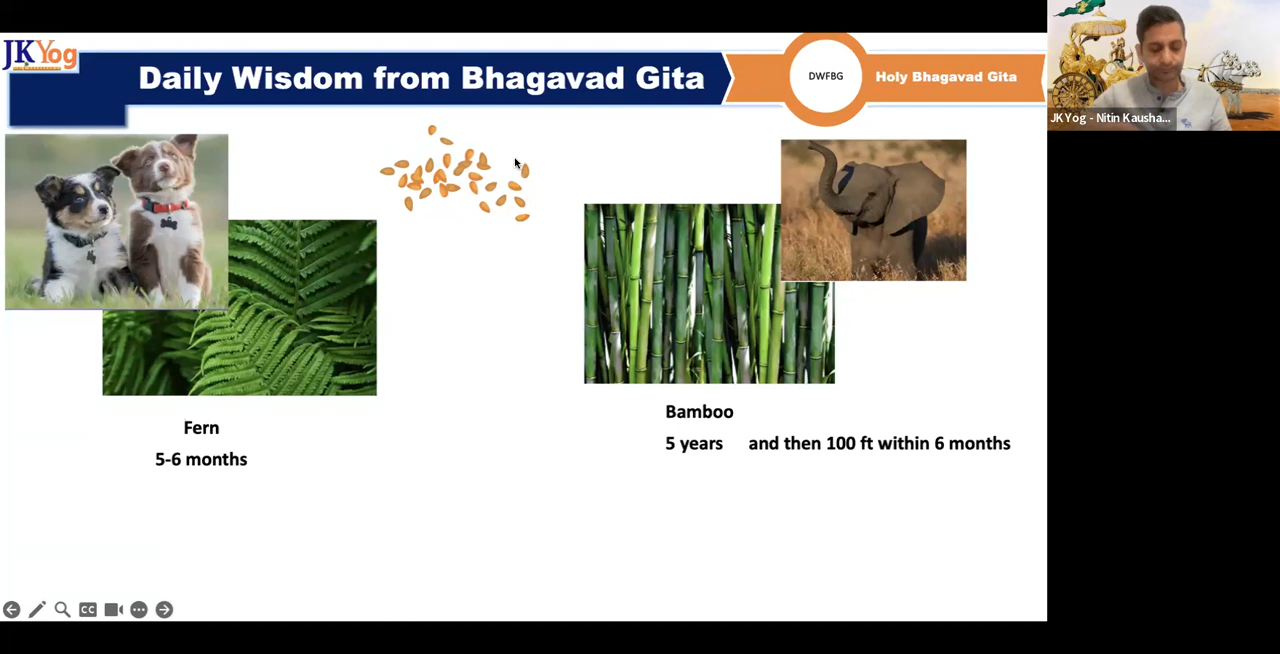 JKYog
Daily Wisdom from Bhagavad Gita
DWFBG
Holy Bhagavad Gita
JKYog - Nitin Kausha...
Fern
5-6 months
Bamboo
5 years and then 100 ft within 6 months
CC